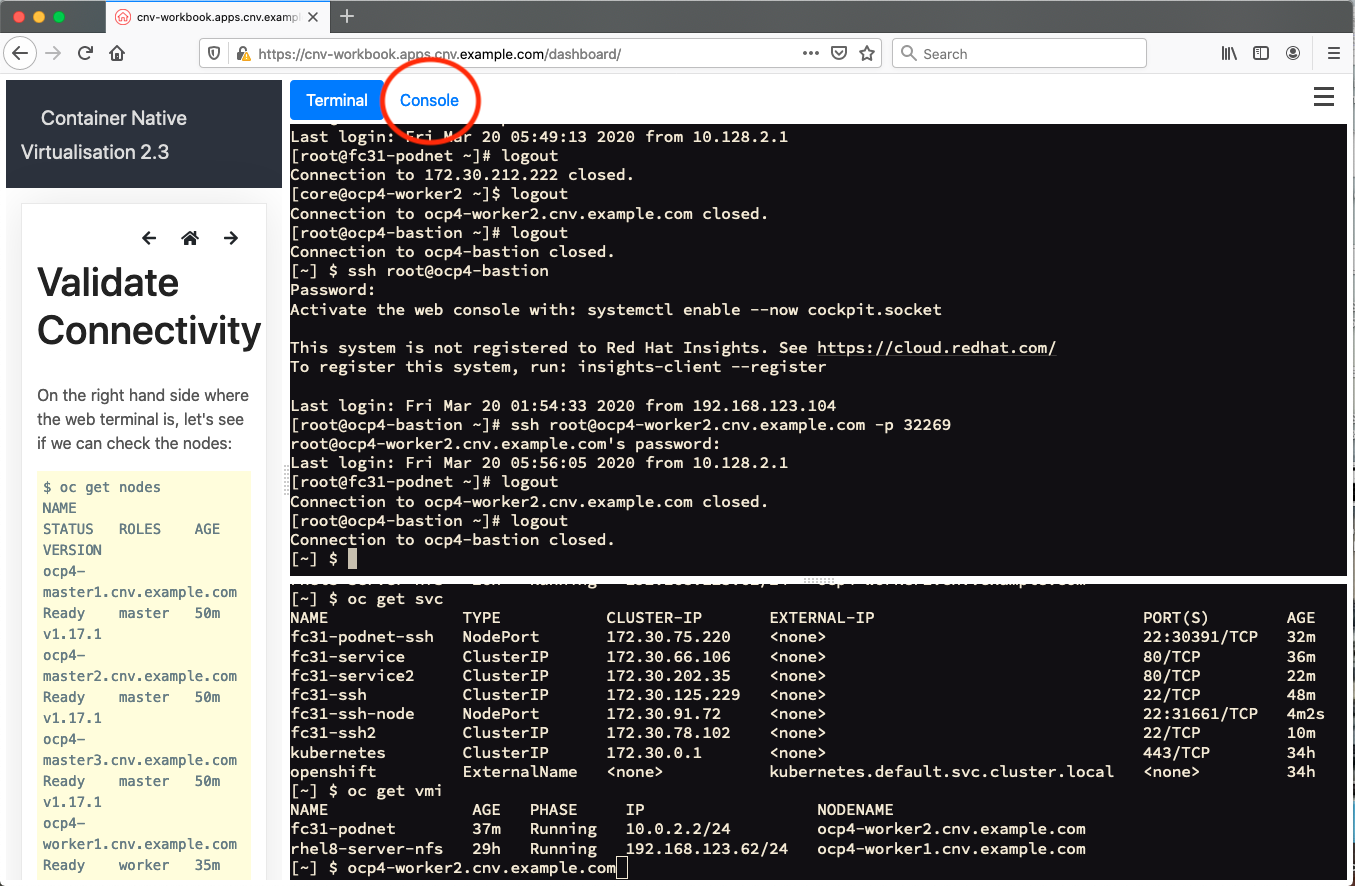 cnv-workbook.apps.cnv.exampl
https://cnv-workbook.apps.cnv.example.com/dashboard/
Search
Container Native
Virtualisation 2.3
Validate
Connectivity
On the right hand side where
the web terminal is, let's see
if we can check the nodes:
$ oc get nodes
NAME
STATUS ROLES AGE
VERSION
ocp4-
master1.cnv.example.com
Ready master 50m
v1.17.1
ocp4-
master2.cnv.example.com
Ready master 50m
v1.17.1
ocp4-
master3.cnv.example.com
Ready master 50m
v1.17.1
ocp4-
worker1.cnv.example.com
Ready worker 35m
Terminal Console
Last login: Fri Mar 20 05:49:13 2020 from 10.128.2.1
[root@fc31-podnet ~]# logout
Connection to 172.30.212.222 closed.
[core@ocp4-worker2 ~]$ logout
Connection to ocp4-worker2.cnv.example.com closed.
[root@ocp4-bastion ~]# logout
Connection to ocp4-bastion closed.
[~] $ ssh root@ocp4-bastion
Password:
Activate the web console with: systemctl enable --now cockpit.socket
This system is not registered to Red Hat Insights. See https://cloud.redhat.com/
To register this system, run: insights-client --register
Last login: Fri Mar 20 01:54:33 2020 from 192.168.123.104
[root@ocp4-bastion ~]# ssh root@ocp4-worker2.cnv.example.com -p 32269
root@ocp4-worker2.cnv.example.com's password:
Last login: Fri Mar 20 05:56:05 2020 from 10.128.2.1
[root@fc31-podnet ~]# logout
Connection to ocp4-worker2.cnv.example.com closed.
[root@ocp4-bastion ~]# logout
Connection to ocp4-bastion closed.
[~] $
[~] $ oc get svc
NAME TYPE CLUSTER-IP EXTERNAL-IP PORT(S) AGE
fc31-podnet-ssh NodePort 172.30.75.220 <none> 22:30391/TCP 32m
fc31-service ClusterIP 172.30.66.106 <none> 80/TCP 36m
fc31-service2 ClusterIP 172.30.202.35 <none> 80/TCP 22m
fc31-ssh ClusterIP 172.30.125.229 <none> 22/TCP 48m
fc31-ssh-node NodePort 172.30.91.72 <none> 22:31661/TCP 4m2s
fc31-ssh2 ClusterIP 172.30.78.102 <none> 22/TCP 10m
kubernetes ClusterIP 172.30.0.1 <none> 443/TCP 34h
openshift ExternalName <none> kubernetes.default.svc.cluster.local <none> 34h
[~] $ oc get vmi
NAME AGE PHASE IP NODENAME
fc31-podnet 37m Running 10.0.2.2/24 ocp4-worker2.cnv.example.com
rhel8-server-nfs 29h Running 192.168.123.62/24 ocp4-worker1.cnv.example.com
[~] $ ocp4-worker2.cnv.example.com